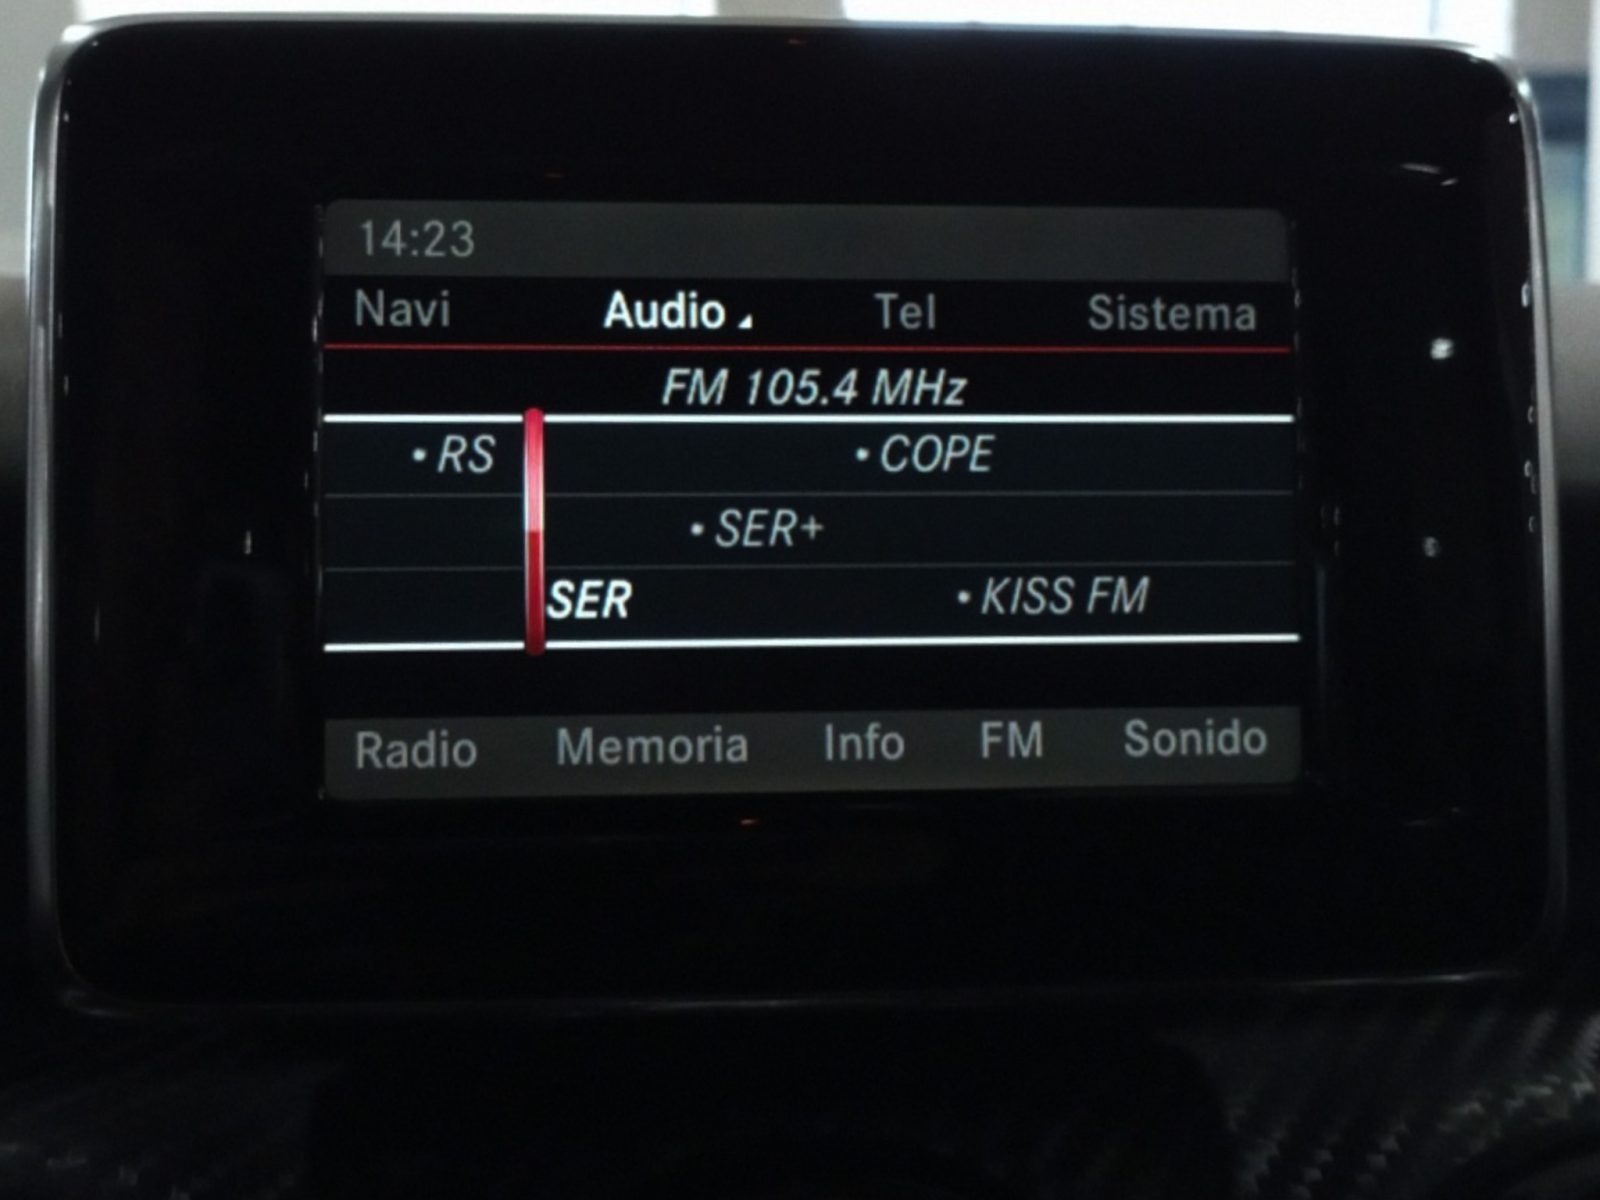 14:23
Navi Audio Tel Sistema
FM 105.4 MHz
• RS • COPE
• SER+
SER • KISS FM
Radio Memoria Info FM Sonido